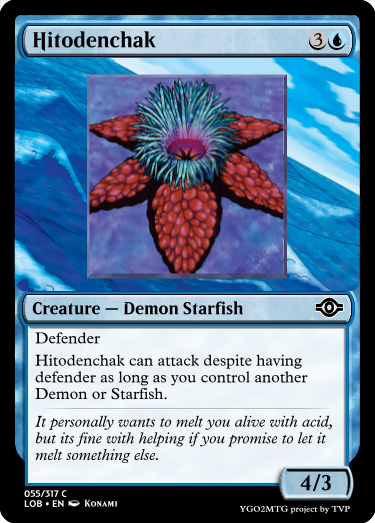 Hitodenchak 3
Creature — Demon Starfish
Defender
Hitodenchak can attack despite having
defender as long as you control another
Demon or Starfish.
It personally wants to melt you alive with acid,
but its fine with helping if you promise to let it
melt something else.
4/3
055/317 C
LOB • EN Konami
YGO2MTG project by TVP